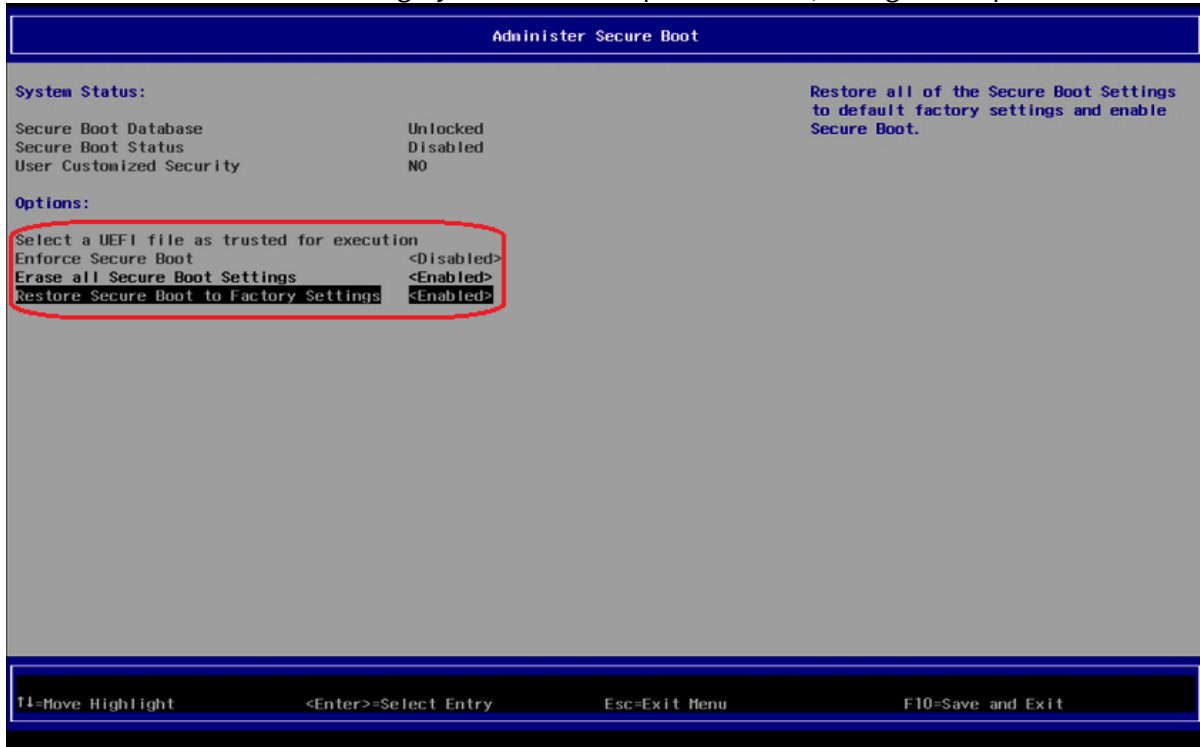 Administer Secure Boot
System Status:
Secure Boot Database Unlocked
Secure Boot Status Disabled
User Customized Security NO
Options:
Select a UEFI file as trusted for execution
Enforce Secure Boot <Disabled>
Erase all Secure Boot Settings <Enabled>
Restore Secure Boot to Factory Settings <Enabled>
Restore all of the Secure Boot Settings
to default factory settings and enable
Secure Boot.
↑↓=Move Highlight <Enter>=Select Entry Esc=Exit Menu F10=Save and Exit